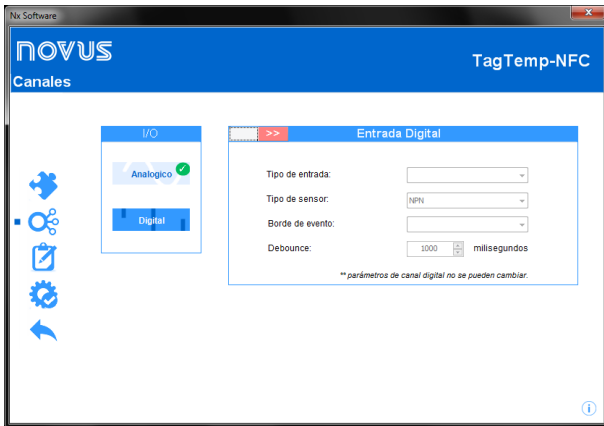 Nx Software
NOVUS
TagTemp-NFC
Canales
I/O
Analogico
Digital
>> Entrada Digital
Tipo de entrada:
Tipo de sensor: NPN
Borde de evento:
Debounce: 1000 milisegundos
** parámetros de canal digital no se pueden cambiar.